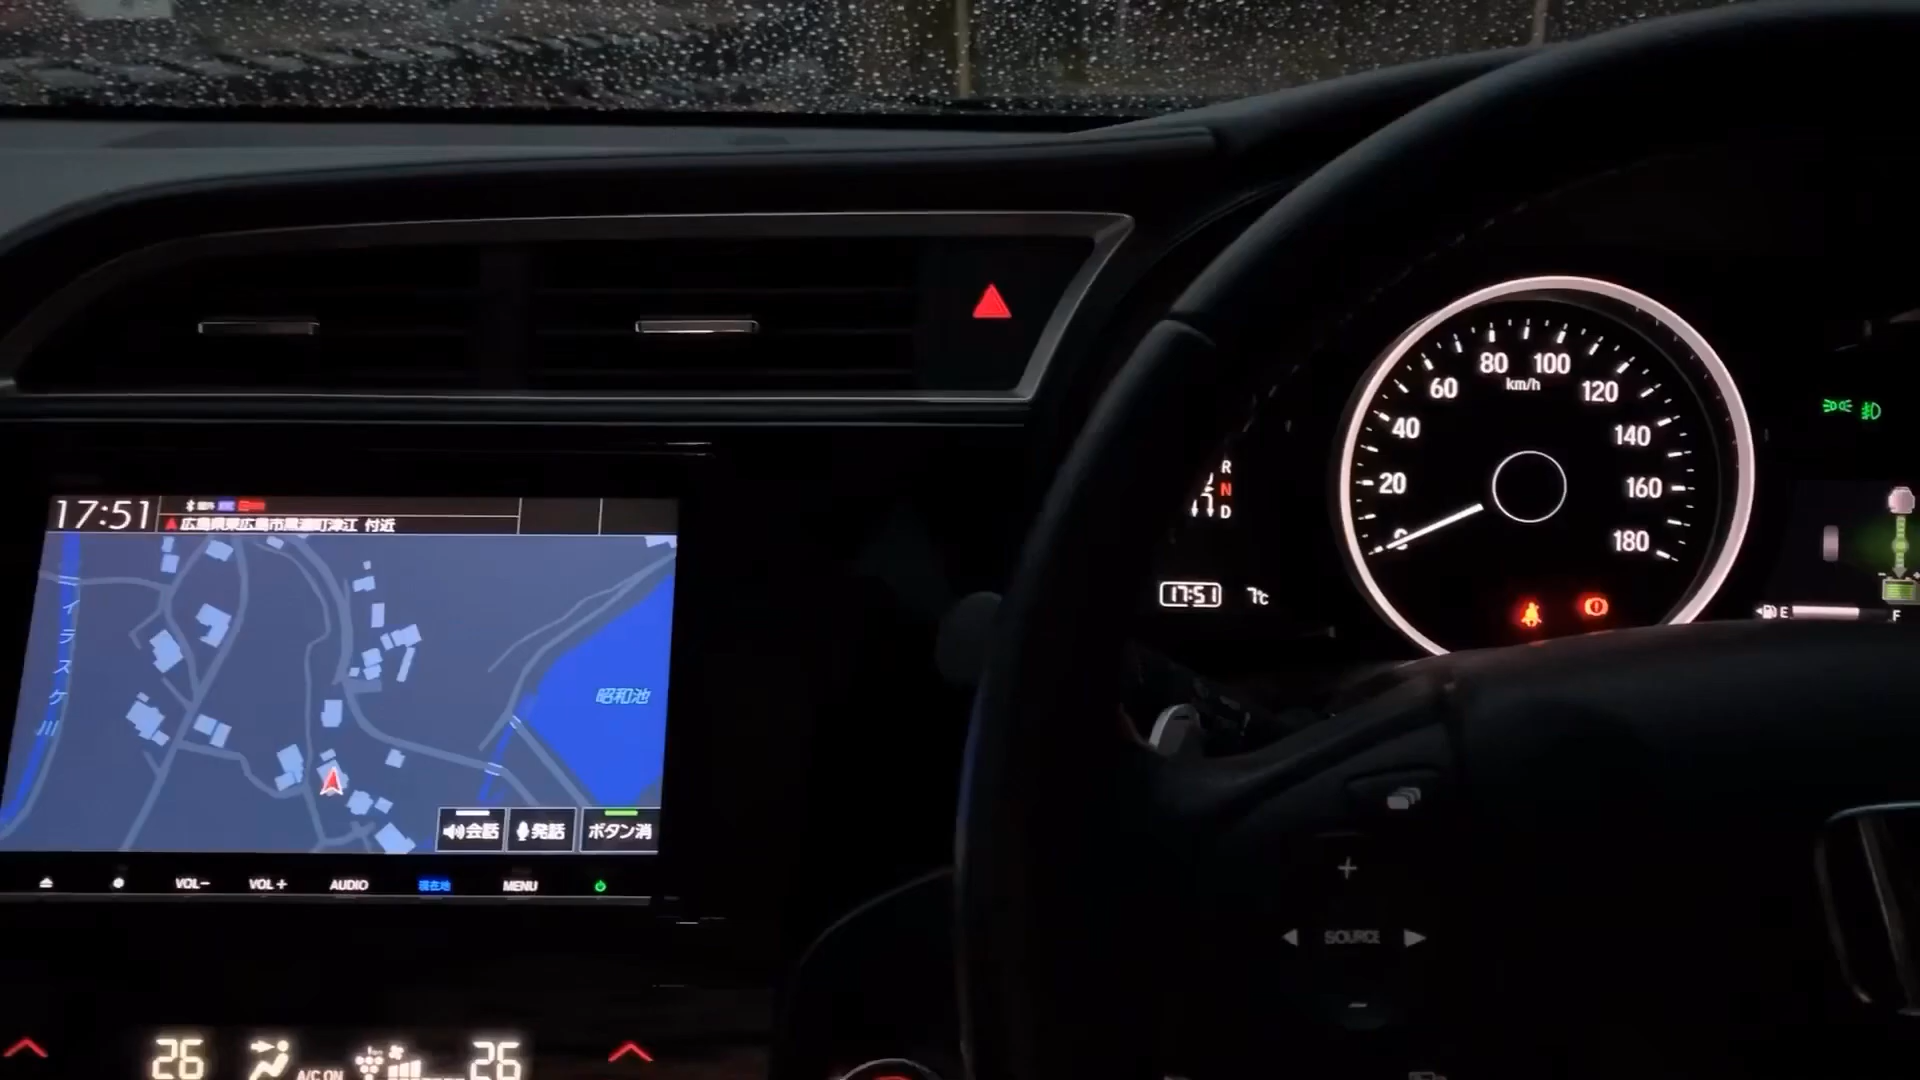 17:51
広島県東広島市黒瀬町津江 付近
イラスケ川
昭和池
会話
発話
ボタン消
VOL−
VOL+
AUDIO
現在地
MENU
26
A/C ON
26
R
N
D
17:51
7℃
0
20
40
60
80
100
120
140
160
180
km/h
E
F
+
SOURCE
−